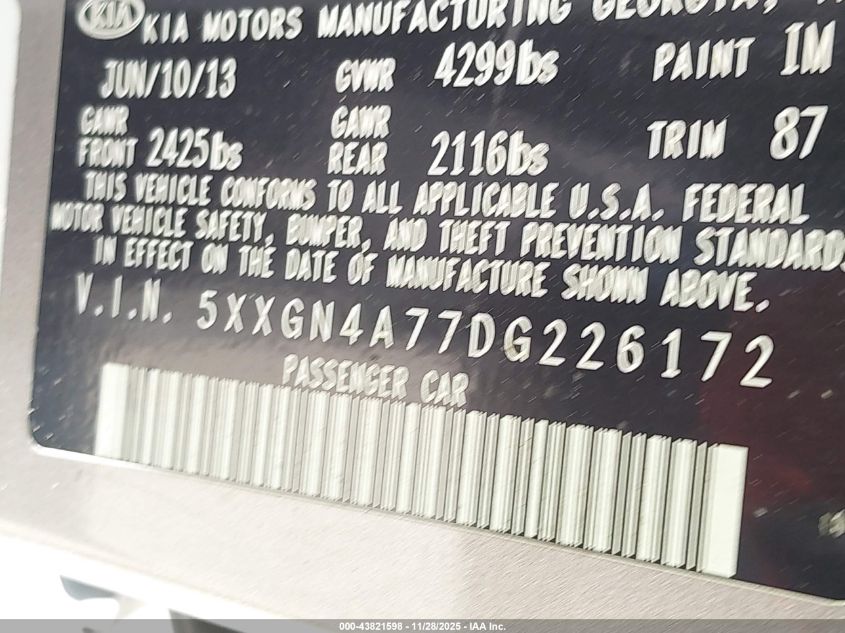 KIA KIA MOTORS MANUFACTURING GEORGIA,
JUN/10/13 GVWR 4299lbs PAINT IM
GAWR FRONT 2425lbs GAWR REAR 2116lbs TRIM 87
THIS VEHICLE CONFORMS TO ALL APPLICABLE U.S.A. FEDERAL
MOTOR VEHICLE SAFETY, BUMPER, AND THEFT PREVENTION STANDARDS
IN EFFECT ON THE DATE OF MANUFACTURE SHOWN ABOVE.
V.I.N. 5XXGN4A77DG226172
PASSENGER CAR
000-43821598 - 11/28/2025 - IAA Inc.